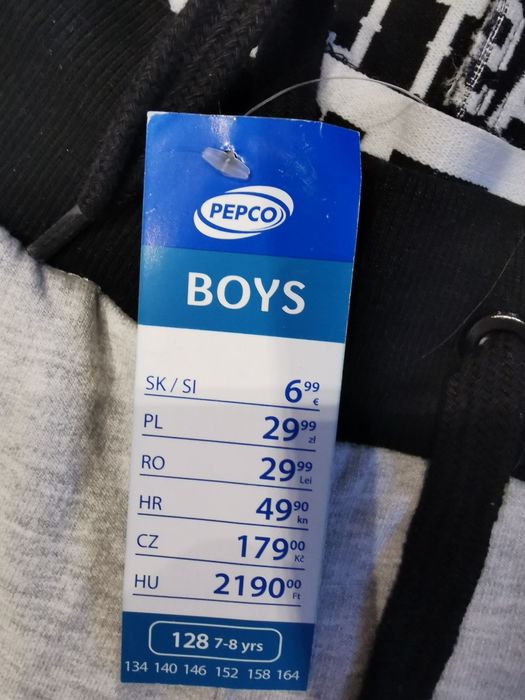 PEPCO
BOYS
SK / SI 6 99 €
PL 29 99 zł
RO 29 99 Lei
HR 49 90 kn
CZ 179 00 Kč
HU 2190 00 Ft
128 7-8 yrs
134 140 146 152 158 164